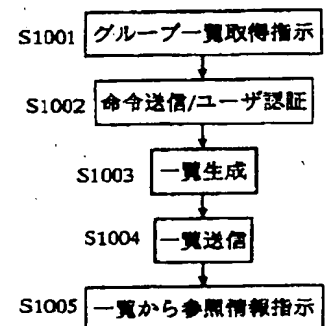 S1001 グループ一覧取得指示
S1002 命令送信/ユーザ認証
S1003 一覧生成
S1004 一覧送信
S1005 一覧から参照情報指示